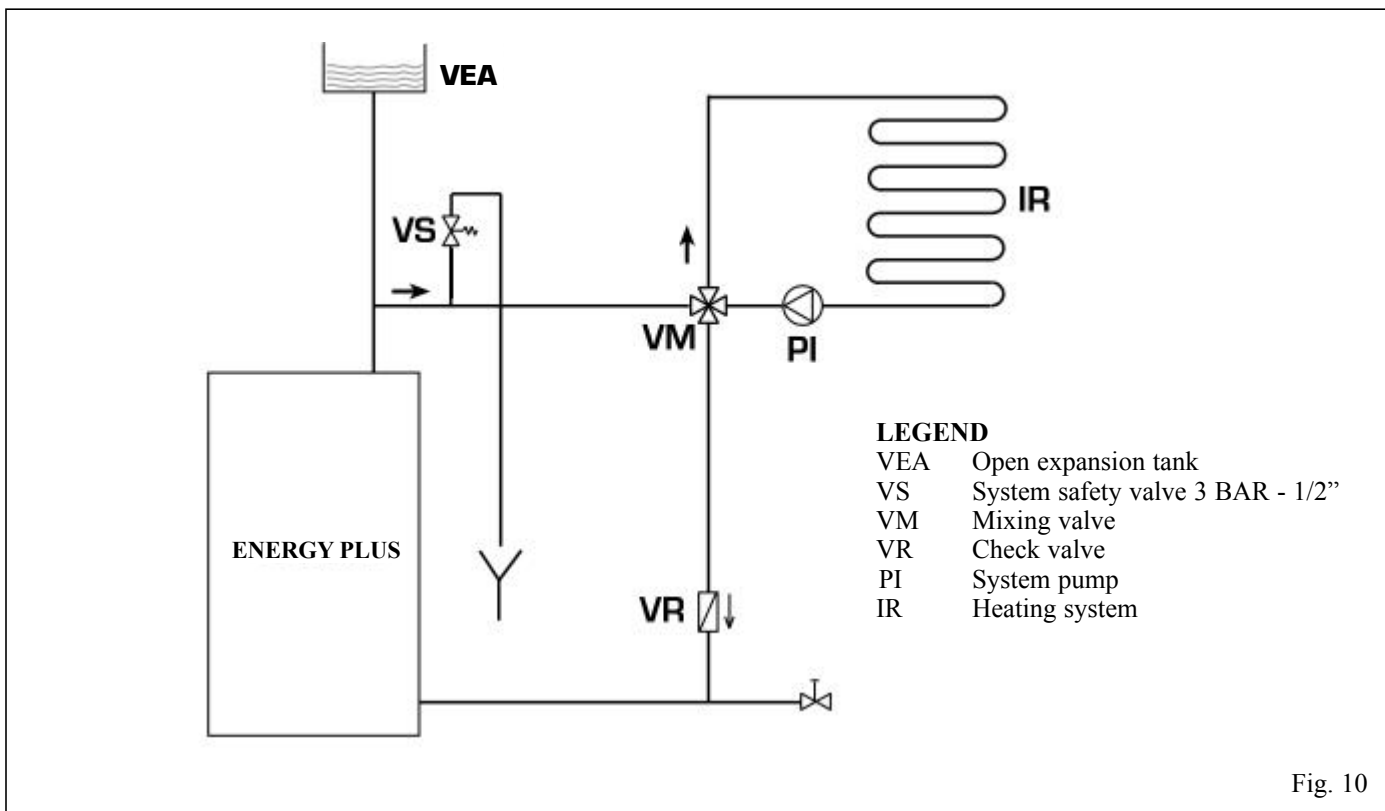 VEA
VS
IR
VM
PI
ENERGY PLUS
VR
LEGEND
VEA Open expansion tank
VS System safety valve 3 BAR - 1/2”
VM Mixing valve
VR Check valve
PI System pump
IR Heating system
Fig. 10